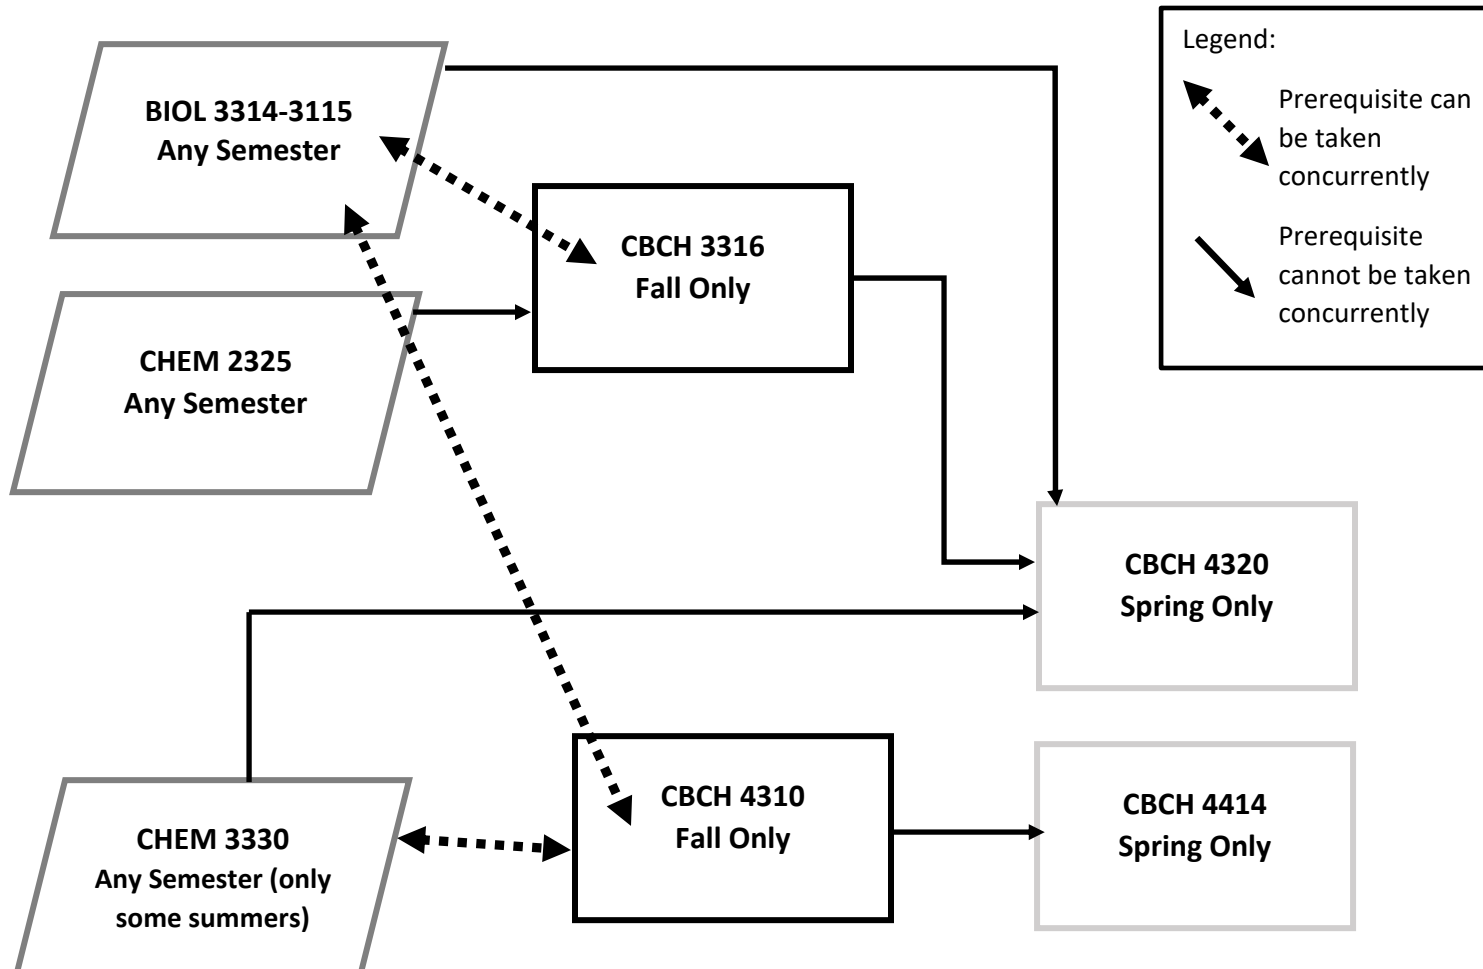 Legend:
Prerequisite can
be taken
concurrently
Prerequisite
cannot be taken
concurrently
BIOL 3314-3115
Any Semester
CBCH 3316
Fall Only
CHEM 2325
Any Semester
CBCH 4320
Spring Only
CBCH 4310
Fall Only
CBCH 4414
Spring Only
CHEM 3330
Any Semester (only
some summers)